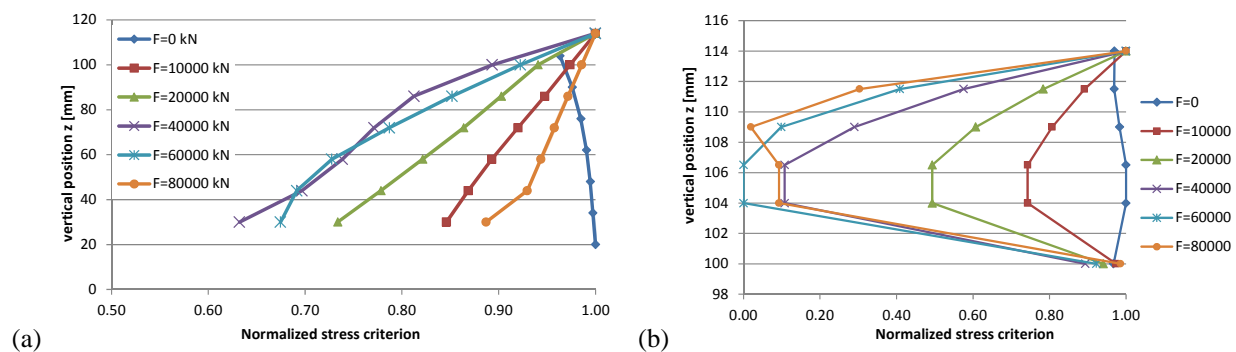 vertical position z [mm]
120
100
80
60
40
20
0
F=0 kN
F=10000 kN
F=20000 kN
F=40000 kN
F=60000 kN
F=80000 kN
0.50 0.60 0.70 0.80 0.90 1.00
Normalized stress criterion
(a)
vertical position z [mm]
116
114
112
110
108
106
104
102
100
98
0.00 0.20 0.40 0.60 0.80 1.00
Normalized stress criterion
F=0
F=10000
F=20000
F=40000
F=60000
F=80000
(b)